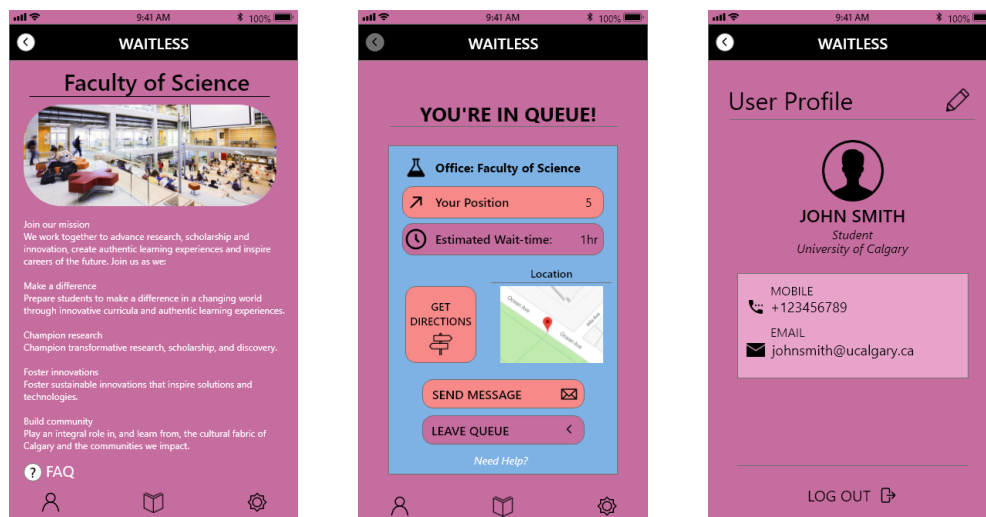 9:41 AM
100%
WAITLESS
Faculty of Science
Join our mission
We work together to advance research, scholarship and
innovation, create authentic learning experiences and inspire
careers of the future. Join us as we:
Make a difference
Prepare students to make a difference in a changing world
through innovative curricula and authentic learning experiences.
Champion research
Champion transformative research, scholarship, and discovery.
Foster innovations
Foster sustainable innovations that inspire solutions and
technologies.
Build community
Play an integral role in, and learn from, the cultural fabric of
Calgary and the communities we impact.
? FAQ
9:41 AM
100%
WAITLESS
YOU'RE IN QUEUE!
Office: Faculty of Science
Your Position 5
Estimated Wait-time: 1hr
Location
GET
DIRECTIONS
Ocean Ave
Ocean Ave
SEND MESSAGE
LEAVE QUEUE
Need Help?
9:41 AM
100%
WAITLESS
User Profile
JOHN SMITH
Student
University of Calgary
MOBILE
+123456789
EMAIL
johnsmith@ucalgary.ca
LOG OUT